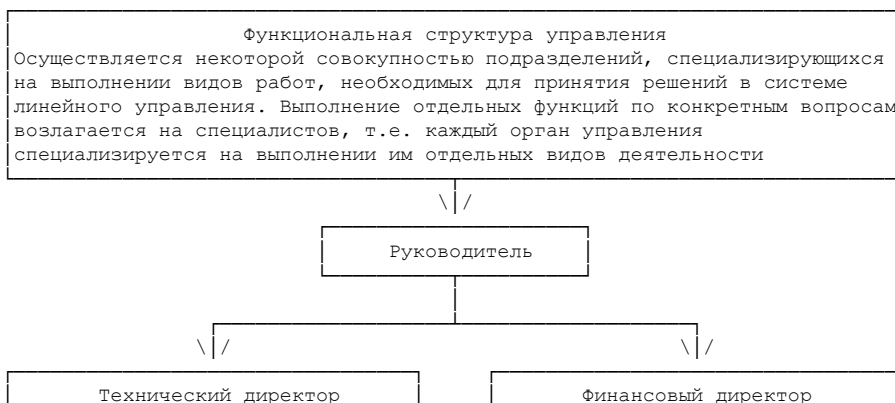 Функциональная структура управления
Осуществляется некоторой совокупностью подразделений, специализирующихся
на выполнении видов работ, необходимых для принятия решений в системе
линейного управления. Выполнение отдельных функций по конкретным вопросам
возлагается на специалистов, т.е. каждый орган управления
специализируется на выполнении им отдельных видов деятельности
Руководитель
Технический директор Финансовый директор